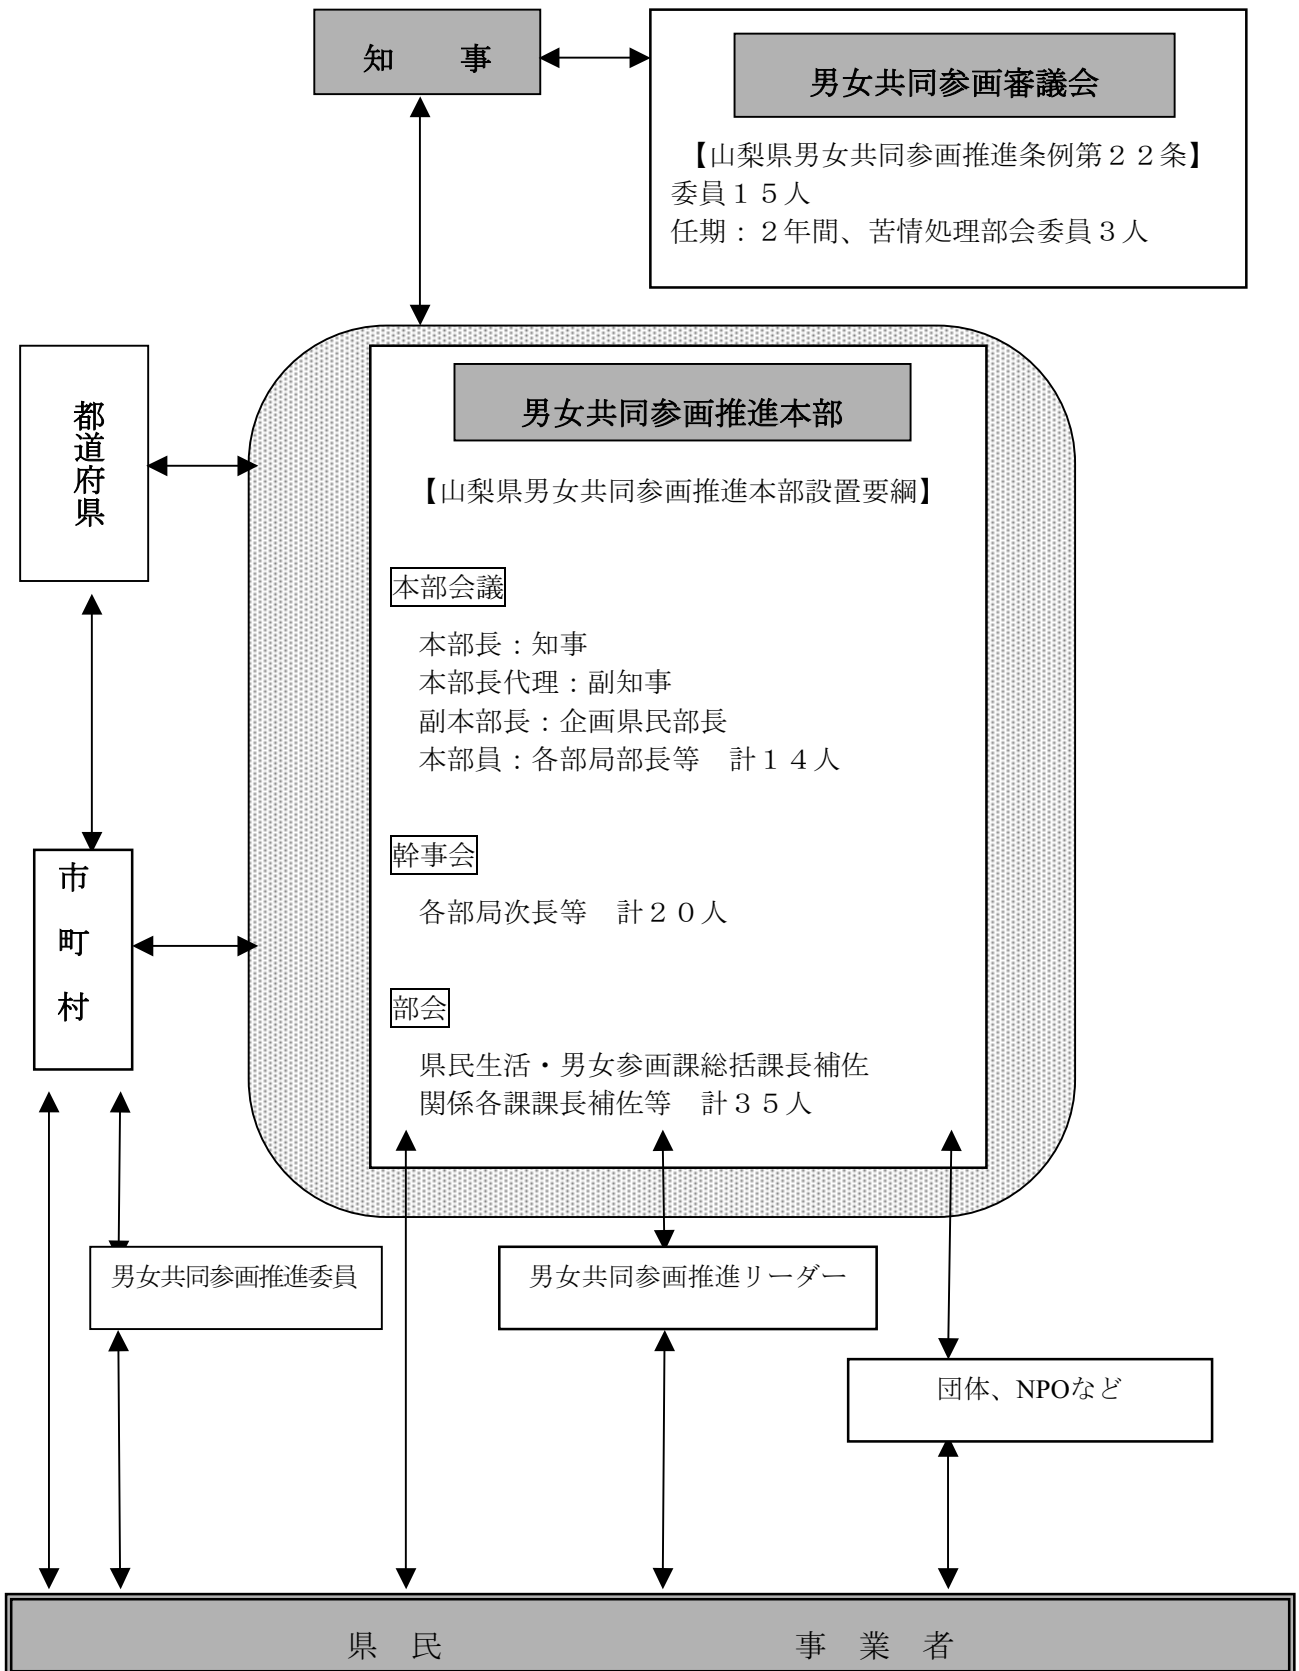 知　　事
男女共同参画審議会
【山梨県男女共同参画推進条例第２２条】
委員１５人
任期：２年間、苦情処理部会委員３人
都道府県
男女共同参画推進本部
【山梨県男女共同参画推進本部設置要綱】
本部会議
本部長：知事
本部長代理：副知事
副本部長：企画県民部長
本部員：各部局部長等　計１４人
市町村
幹事会
各部局次長等　計２０人
部会
県民生活・男女参画課総括課長補佐
関係各課課長補佐等　計３５人
男女共同参画推進委員
男女共同参画推進リーダー
団体、NPOなど
県　民
事　業　者